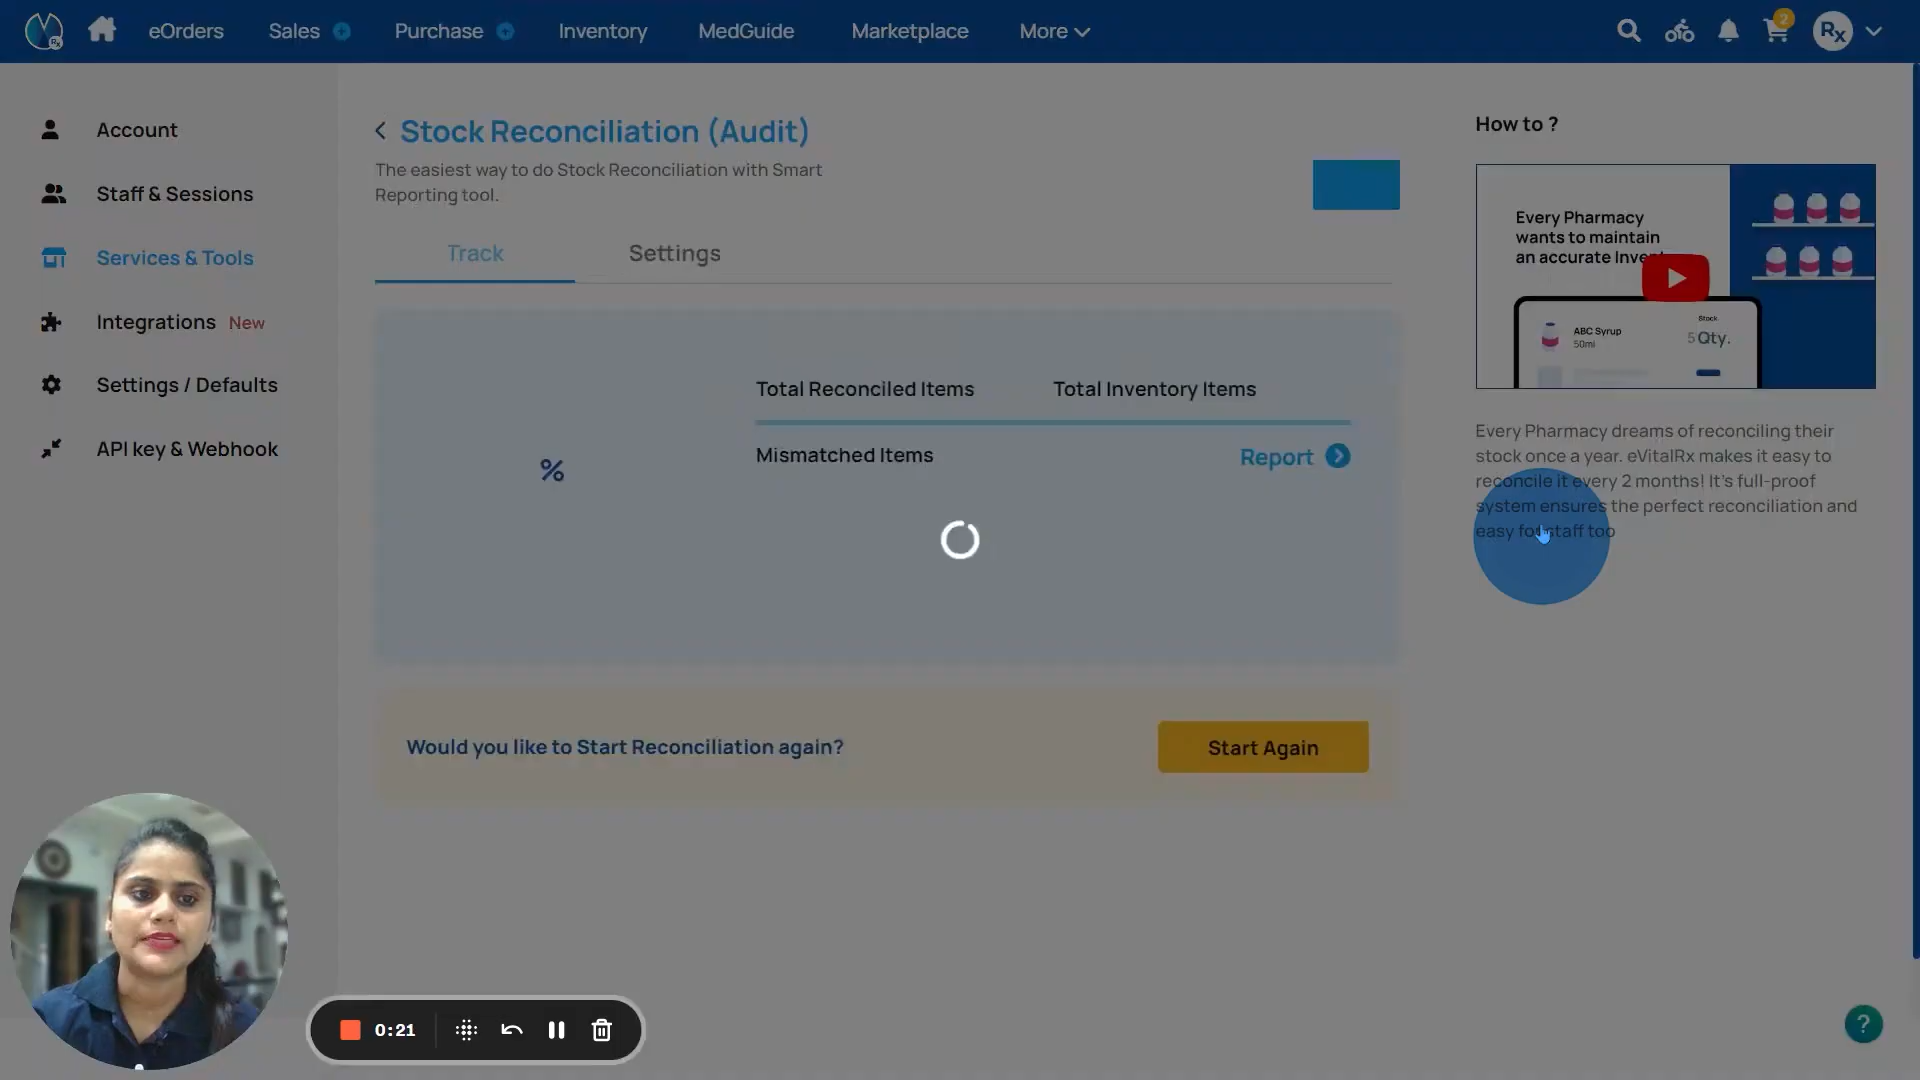 eOrders
Sales
Purchase
Inventory
MedGuide
Marketplace
More
2
Rx
Account
Staff & Sessions
Services & Tools
Integrations New
Settings / Defaults
API key & Webhook
Stock Reconciliation (Audit)
The easiest way to do Stock Reconciliation with Smart
Reporting tool.
Track
Settings
Total Reconciled Items
Total Inventory Items
Mismatched Items
Report
%
Would you like to Start Reconciliation again?
Start Again
How to ?
Every Pharmacy
wants to maintain
an accurate
ABC Syrup
50ml
Stock
5 Qty.
Every Pharmacy dreams of reconciling their
stock once a year. eVitalRx makes it easy to
reconcile it every 2 months! It's full-proof
system ensures the perfect reconciliation and
easy for staff too
0:21
?